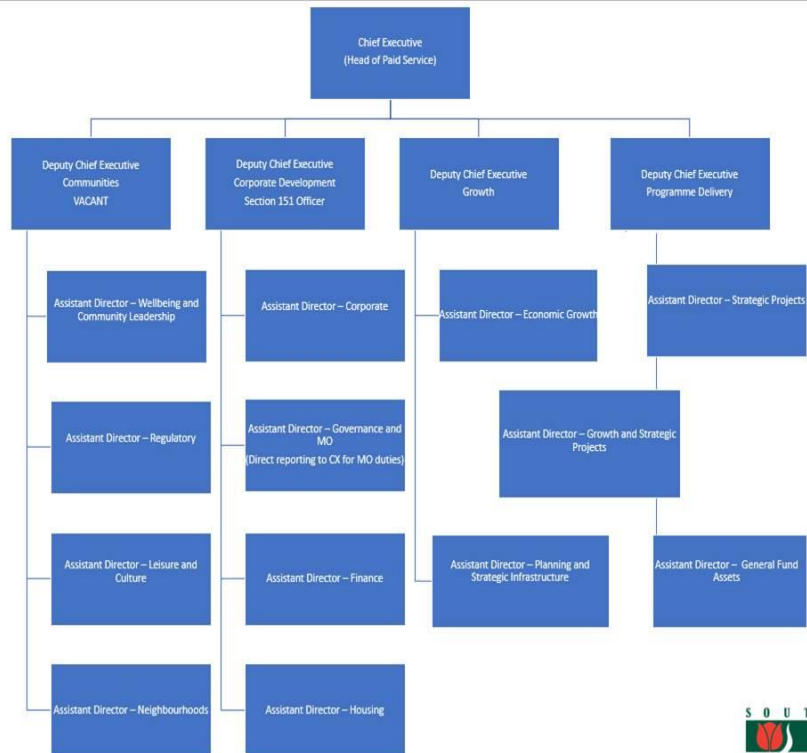 Chief Executive
(Head of Paid Service)
Deputy Chief Executive
Communities
VACANT
Deputy Chief Executive
Corporate Development
Section 151 Officer
Deputy Chief Executive
Growth
Deputy Chief Executive
Programme Delivery
Assistant Director – Wellbeing and
Community Leadership
Assistant Director – Corporate
Assistant Director – Economic Growth
Assistant Director – Strategic Projects
Assistant Director – Regulatory
Assistant Director – Governance and
MO
(Direct reporting to CX for MO duties)
Assistant Director – Growth and Strategic
Projects
Assistant Director – Leisure and
Culture
Assistant Director – Finance
Assistant Director – Planning and
Strategic Infrastructure
Assistant Director – General Fund
Assets
Assistant Director – Neighbourhoods
Assistant Director – Housing
S O U T